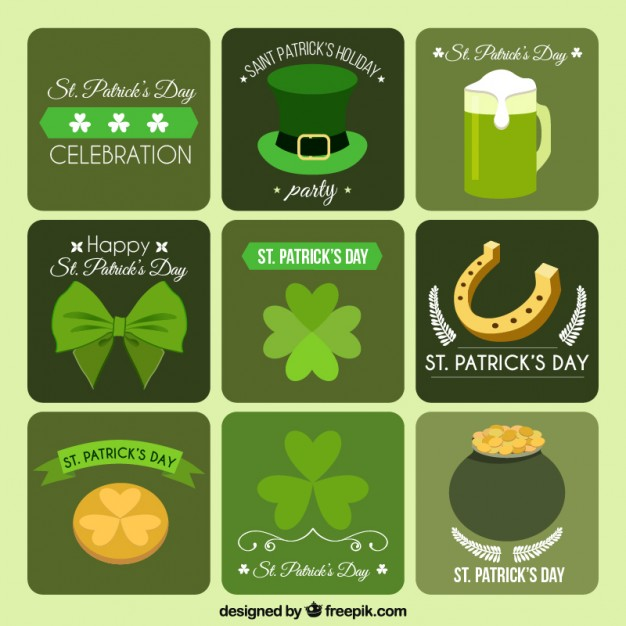 St. Patrick's Day
CELEBRATION
SAINT PATRICK'S HOLIDAY
party
St. Patrick's Day
Happy
St. Patrick's Day
ST. PATRICK'S DAY
ST. PATRICK'S DAY
ST. PATRICK'S DAY
St. Patrick's Day
ST. PATRICK'S DAY
designed by freepik.com